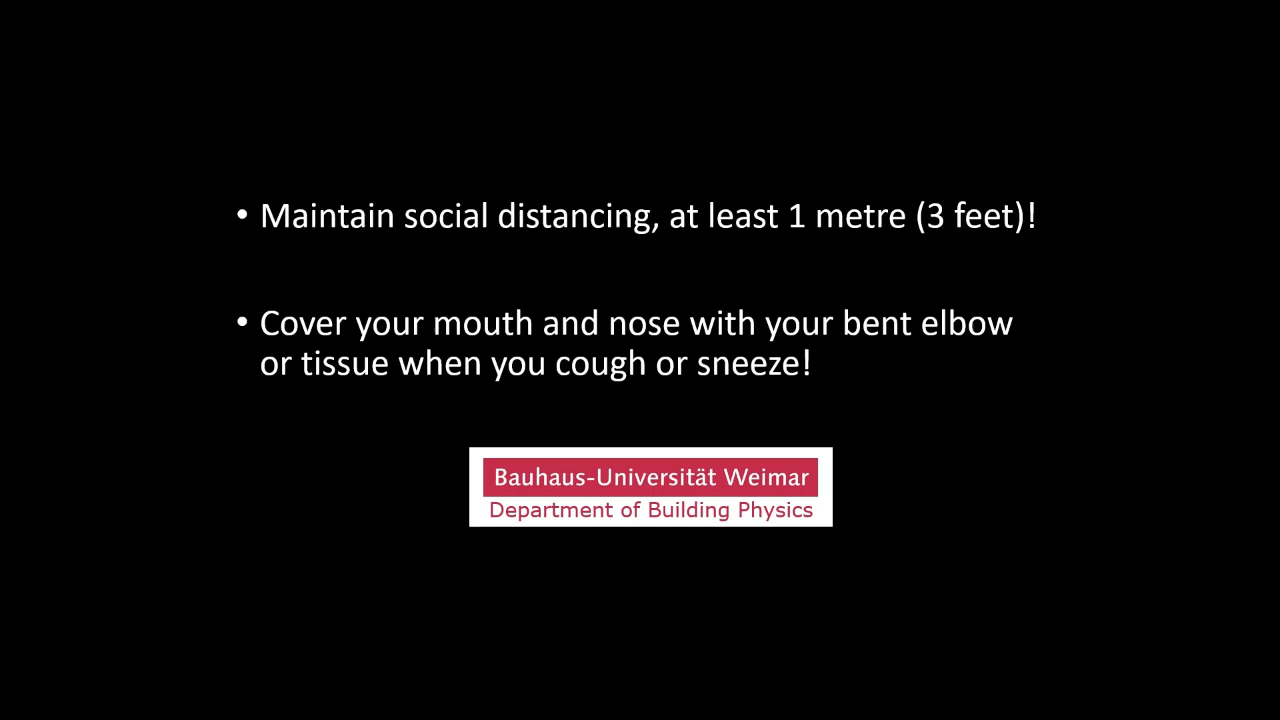 • Maintain social distancing, at least 1 metre (3 feet)!
• Cover your mouth and nose with your bent elbow
or tissue when you cough or sneeze!
Bauhaus-Universität Weimar
Department of Building Physics